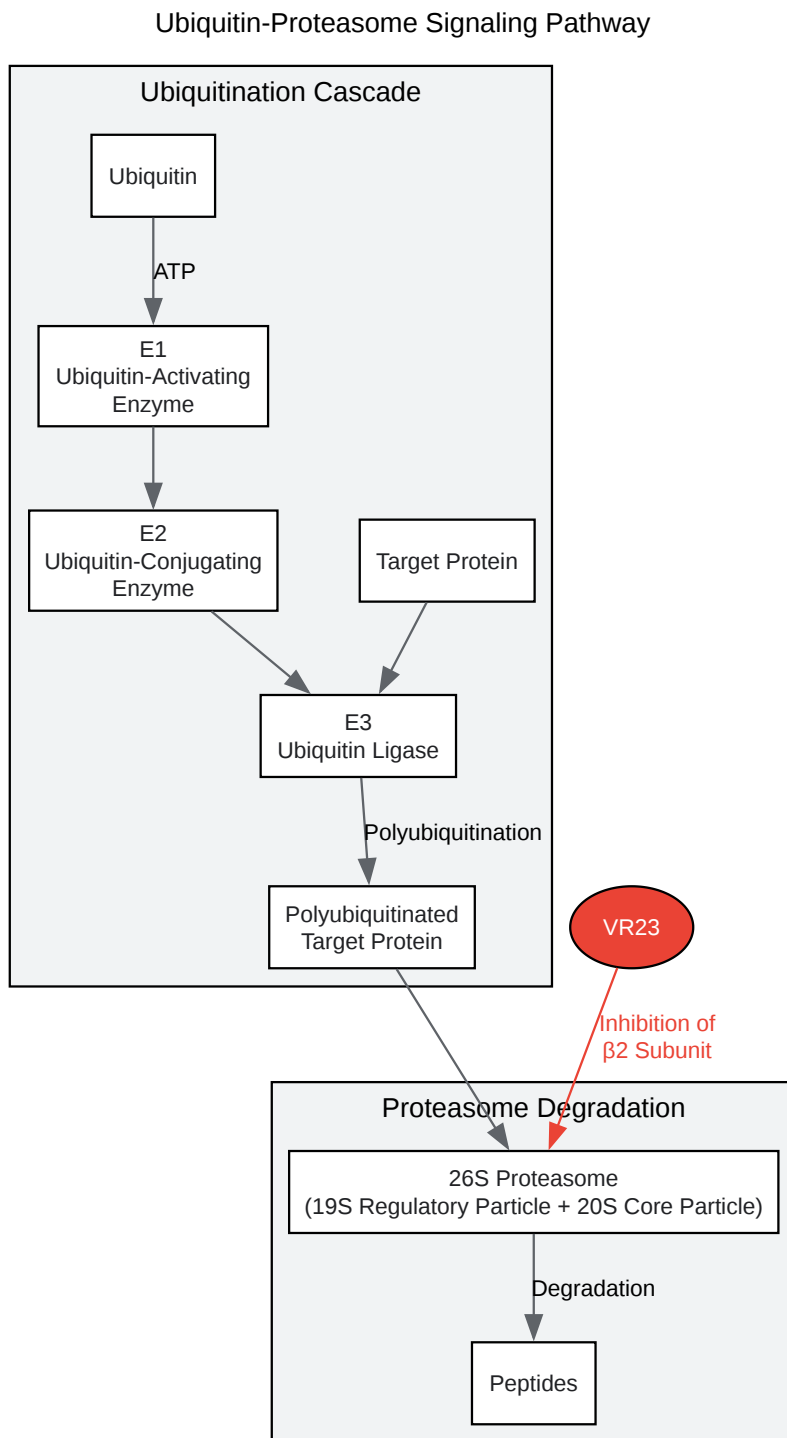 Ubiquitin-Proteasome Signaling Pathway
Ubiquitination Cascade
Ubiquitin
ATP
E1
Ubiquitin-Activating
Enzyme
E2
Ubiquitin-Conjugating
Enzyme
Target Protein
E3
Ubiquitin Ligase
Polyubiquitination
Polyubiquitinated
Target Protein
VR23
Inhibition of
β2 Subunit
Proteasome Degradation
26S Proteasome
(19S Regulatory Particle + 20S Core Particle)
Degradation
Peptides